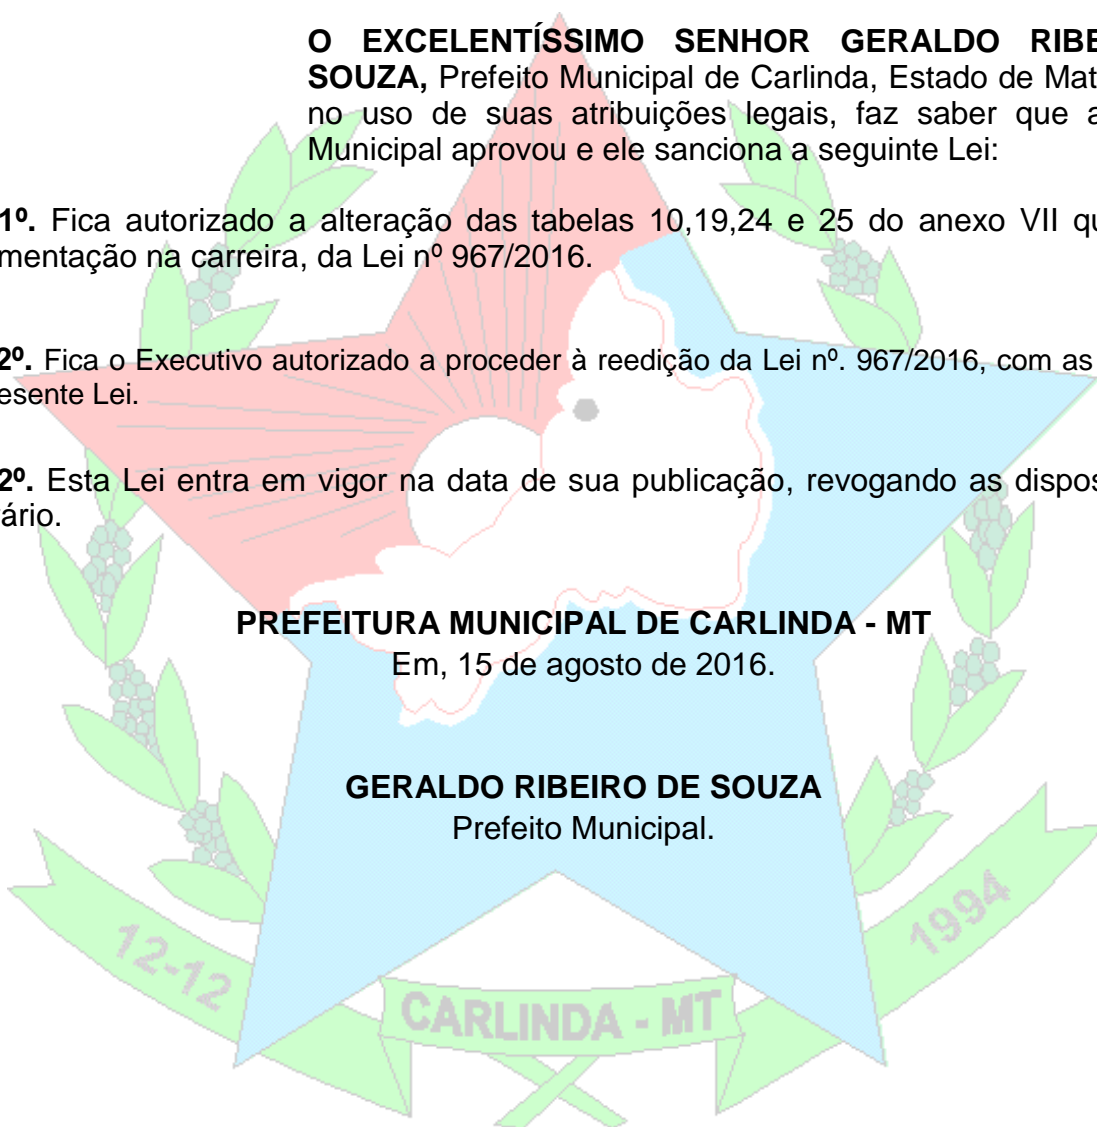 O EXCELENTÍSSIMO SENHOR GERALDO RIBE
SOUZA, Prefeito Municipal de Carlinda, Estado de Mat
no uso de suas atribuições legais, faz saber que a
Municipal aprovou e ele sanciona a seguinte Lei:
1º. Fica autorizado a alteração das tabelas 10,19,24 e 25 do anexo VII qu
mentação na carreira, da Lei nº 967/2016.
2º. Fica o Executivo autorizado a proceder à reedição da Lei nº. 967/2016, com as
esente Lei.
2º. Esta Lei entra em vigor na data de sua publicação, revogando as dispos
ário.
PREFEITURA MUNICIPAL DE CARLINDA - MT
Em, 15 de agosto de 2016.
GERALDO RIBEIRO DE SOUZA
Prefeito Municipal.
12-12
CARLINDA - MT
1994